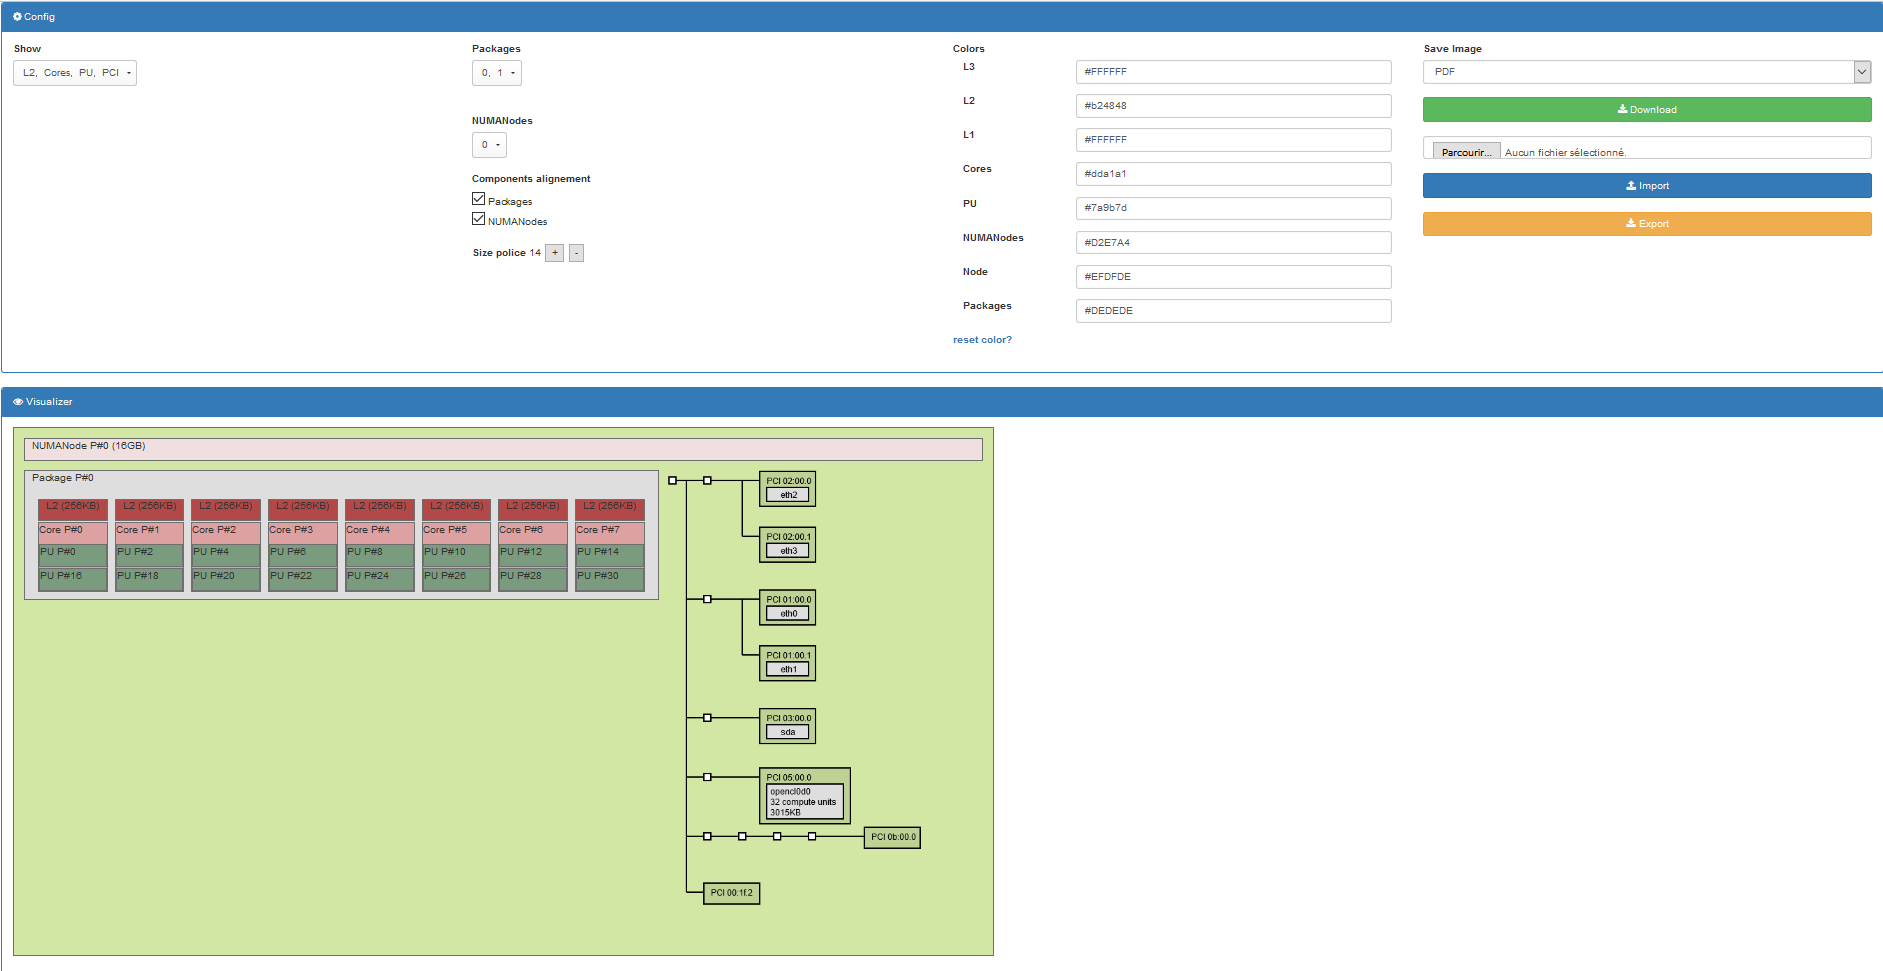 Config
Show
L2, Cores, PU, PCI
Packages
0, 1
NUMANodes
0
Components alignement
Packages
NUMANodes
Size police 14 + -
Colors
L3 #FFFFFF
L2 #b24848
L1 #FFFFFF
Cores #dda1a1
PU #7a9b7d
NUMANodes #D2E7A4
Node #EFDFDE
Packages #DEDEDE
reset color?
Save Image
PDF
Download
Parcourir... Aucun fichier sélectionné.
Import
Export
Visualizer
NUMANode P#0 (16GB)
Package P#0
L2 (256KB) L2 (256KB) L2 (256KB) L2 (256KB) L2 (256KB) L2 (256KB) L2 (256KB) L2 (256KB)
Core P#0 Core P#1 Core P#2 Core P#3 Core P#4 Core P#5 Core P#6 Core P#7
PU P#0 PU P#2 PU P#4 PU P#6 PU P#8 PU P#10 PU P#12 PU P#14
PU P#16 PU P#18 PU P#20 PU P#22 PU P#24 PU P#26 PU P#28 PU P#30
PCI 02:00.0
eth2
PCI 02:00.1
eth3
PCI 01:00.0
eth0
PCI 01:00.1
eth1
PCI 03:00.0
sda
PCI 05:00.0
opencl0d0
32 compute units
3015KB
PCI 0b:00.0
PCI 00:1f.2